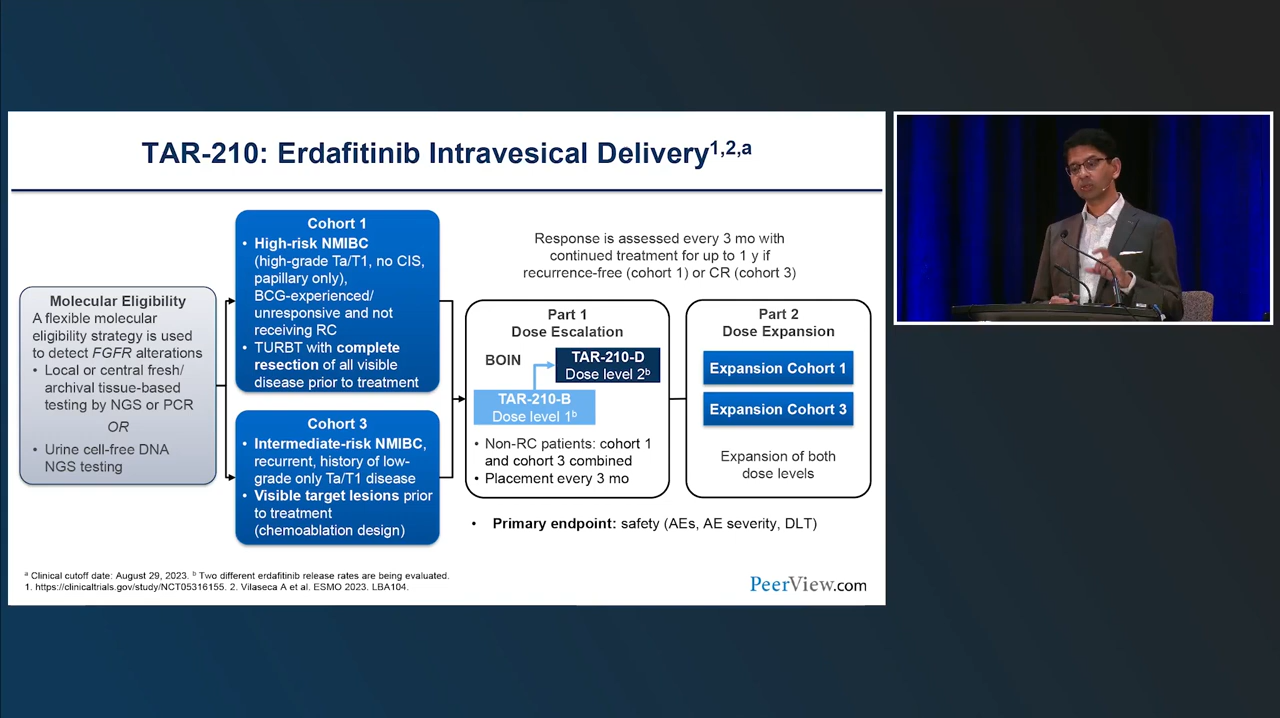 TAR-210: Erdafitinib Intravesical Delivery1,2,a
Molecular Eligibility
A flexible molecular
eligibility strategy is used
to detect FGFR alterations
• Local or central fresh/
archival tissue-based
testing by NGS or PCR
OR
• Urine cell-free DNA
NGS testing
Cohort 1
• High-risk NMIBC
(high-grade Ta/T1, no CIS,
papillary only),
BCG-experienced/
unresponsive and not
receiving RC
• TURBT with complete
resection of all visible
disease prior to treatment
Cohort 3
• Intermediate-risk NMIBC,
recurrent, history of low-
grade only Ta/T1 disease
• Visible target lesions prior
to treatment
(chemoablation design)
Response is assessed every 3 mo with
continued treatment for up to 1 y if
recurrence-free (cohort 1) or CR (cohort 3)
Part 1
Dose Escalation
BOIN
TAR-210-D
Dose level 2b
TAR-210-B
Dose level 1b
• Non-RC patients: cohort 1
and cohort 3 combined
• Placement every 3 mo
Part 2
Dose Expansion
Expansion Cohort 1
Expansion Cohort 3
Expansion of both
dose levels
• Primary endpoint: safety (AEs, AE severity, DLT)
a Clinical cutoff date: August 29, 2023. b Two different erdafitinib release rates are being evaluated.
1. https://clinicaltrials.gov/study/NCT05316155. 2. Vilaseca A et al. ESMO 2023. LBA104.
PeerView.com